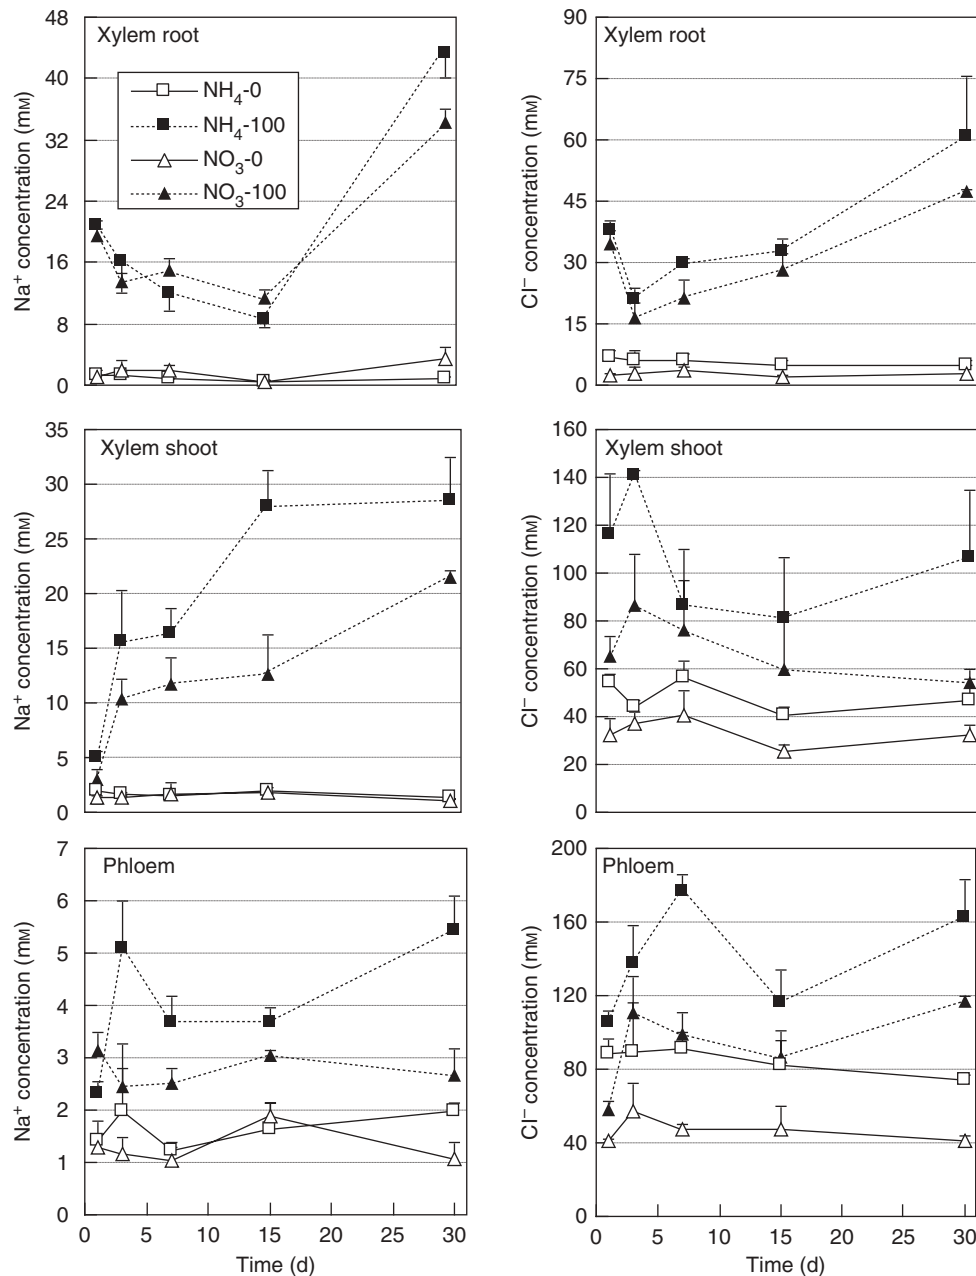 48
40
32
24
16
8
0
Na⁺ concentration (mM)
Xylem root
NH₄-0
NH₄-100
NO₃-0
NO₃-100
90
75
60
45
30
15
0
Cl⁻ concentration (mM)
Xylem root
35
30
25
20
15
10
5
0
Na⁺ concentration (mM)
Xylem shoot
160
140
120
100
80
60
40
20
0
Cl⁻ concentration (mM)
Xylem shoot
7
6
5
4
3
2
1
0
Na⁺ concentration (mM)
Phloem
0 5 10 15 20 25 30
Time (d)
200
160
120
80
40
0
Cl⁻ concentration (mM)
Phloem
0 5 10 15 20 25 30
Time (d)